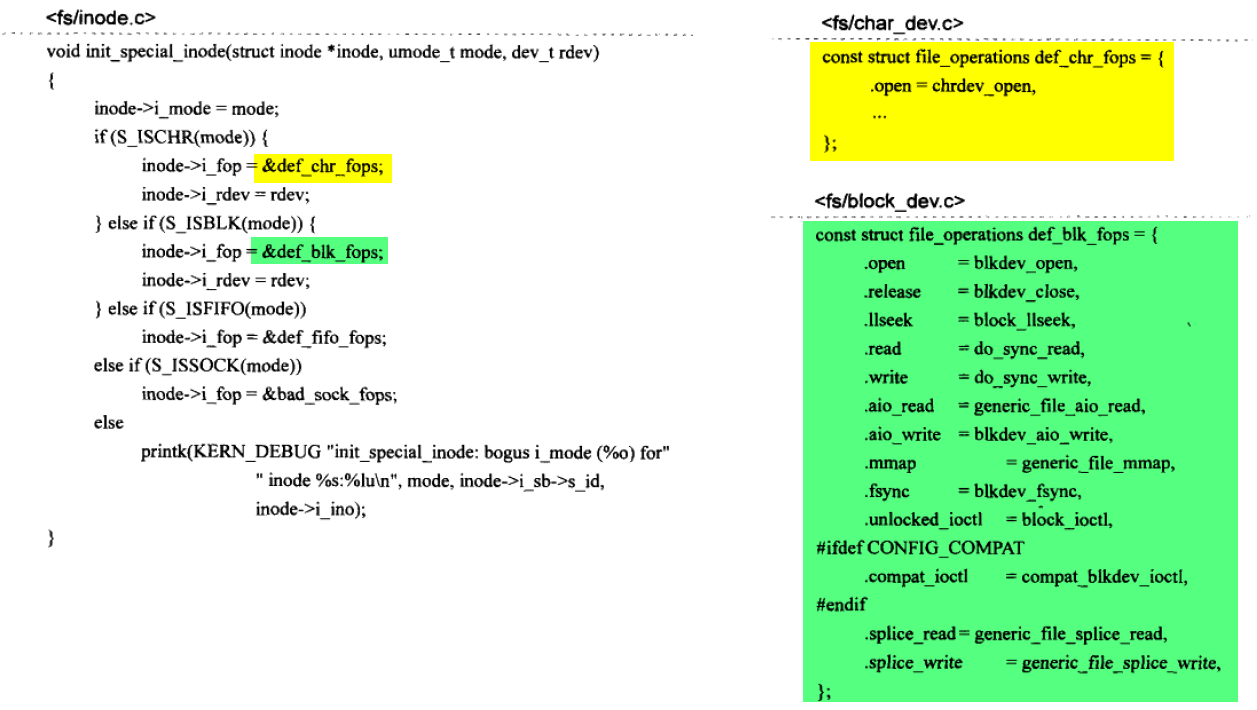 <fs/inode.c>
void init_special_inode(struct inode *inode, umode_t mode, dev_t rdev)
{
inode->i_mode = mode;
if (S_ISCHR(mode)) {
inode->i_fop = &def_chr_fops;
inode->i_rdev = rdev;
} else if (S_ISBLK(mode)) {
inode->i_fop = &def_blk_fops;
inode->i_rdev = rdev;
} else if (S_ISFIFO(mode))
inode->i_fop = &def_fifo_fops;
else if (S_ISSOCK(mode))
inode->i_fop = &bad_sock_fops;
else
printk(KERN_DEBUG "init_special_inode: bogus i_mode (%o) for"
" inode %s:%lu\n", mode, inode->i_sb->s_id,
inode->i_ino);
}
<fs/char_dev.c>
const struct file_operations def_chr_fops = {
.open = chrdev_open,
...
};
<fs/block_dev.c>
const struct file_operations def_blk_fops = {
.open = blkdev_open,
.release = blkdev_close,
.llseek = block_llseek,
.read = do_sync_read,
.write = do_sync_write,
.aio_read = generic_file_aio_read,
.aio_write = blkdev_aio_write,
.mmap = generic_file_mmap,
.fsync = blkdev_fsync,
.unlocked_ioctl = block_ioctl,
#ifdef CONFIG_COMPAT
.compat_ioctl = compat_blkdev_ioctl,
#endif
.splice_read = generic_file_splice_read,
.splice_write = generic_file_splice_write,
};